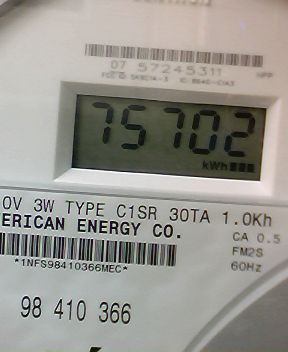 07 57245311
75702
kWh
0V 3W TYPE C1SR 30TA 1.0Kh
ERICAN ENERGY CO.
CA 0.5
*1NFS98410366MEC*
FM2S
60Hz
98 410 366